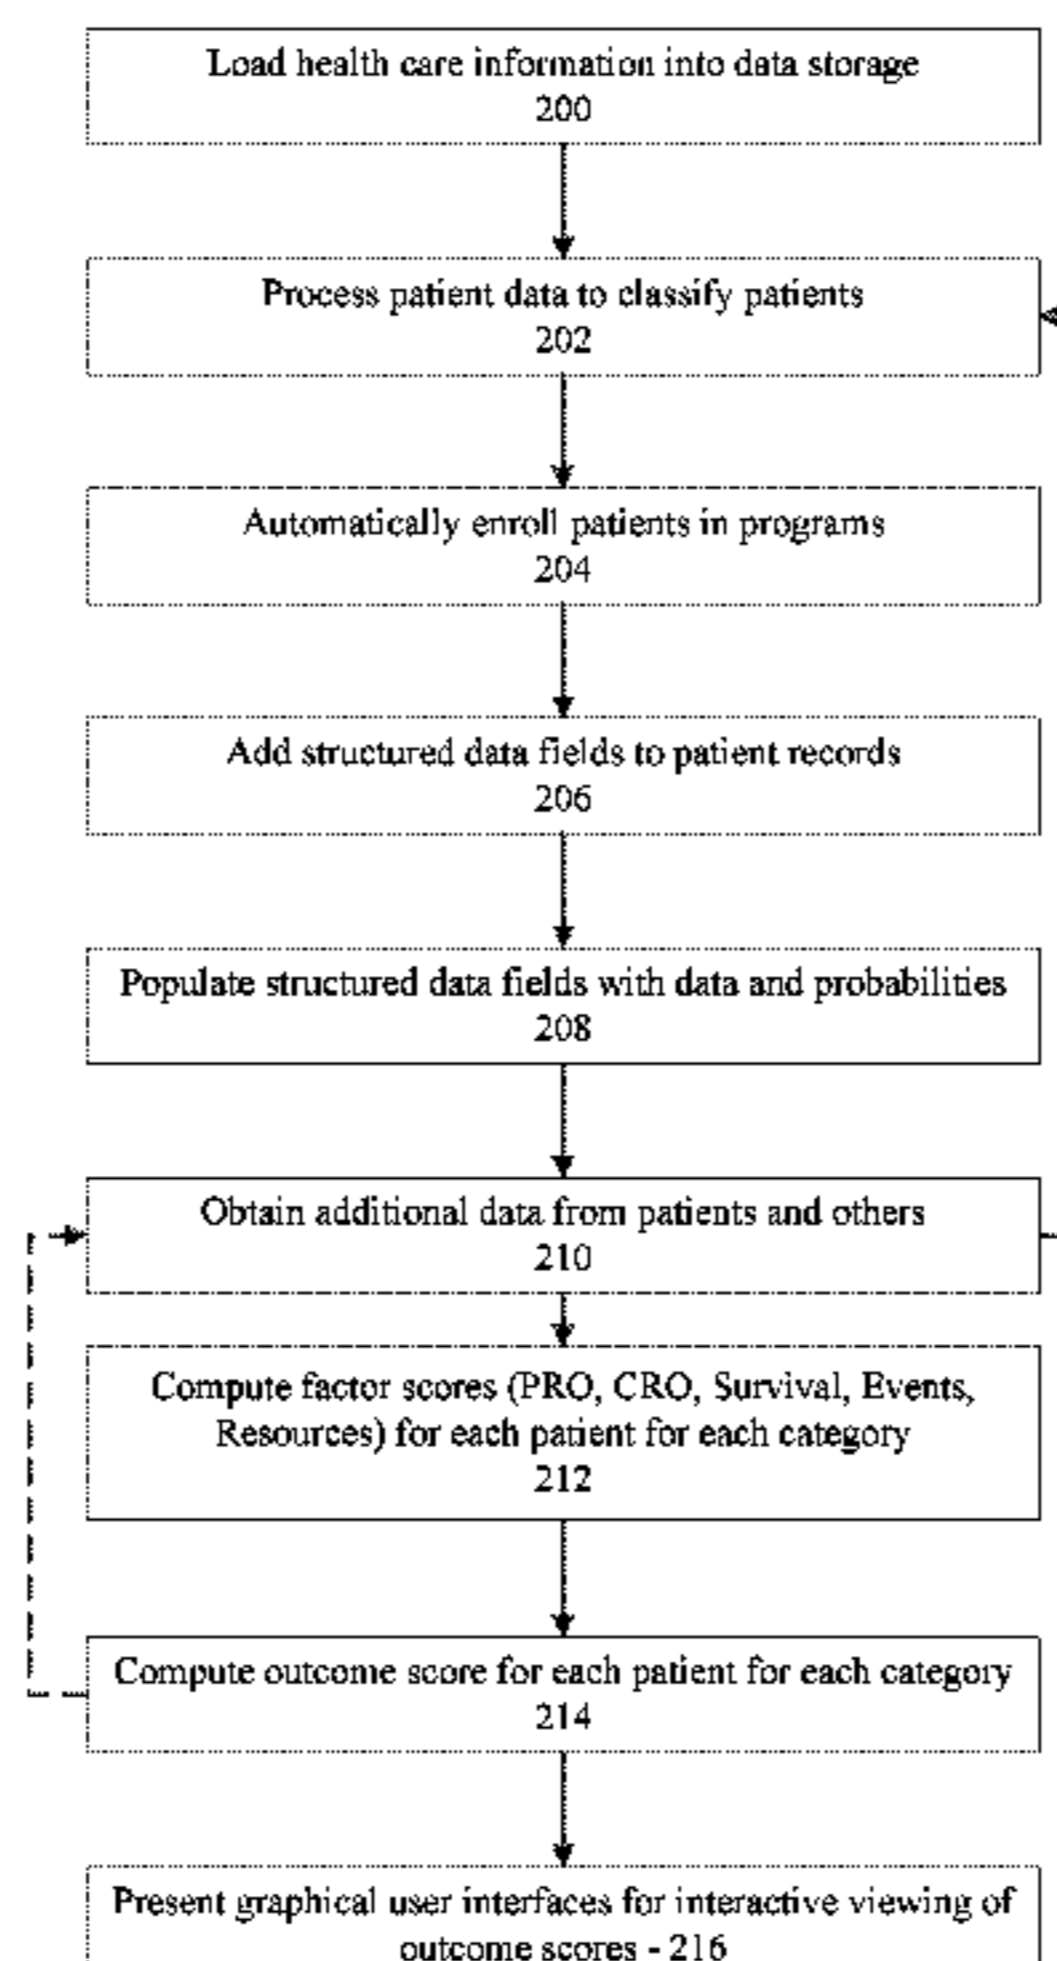 Load health care information into data storage
200
Process patient data to classify patients
202
Automatically enroll patients in programs
204
Add structured data fields to patient records
206
Populate structured data fields with data and probabilities
208
Obtain additional data from patients and others
210
Compute factor scores (PRO, CRO, Survival, Events,
Resources) for each patient for each category
212
Compute outcome score for each patient for each category
214
Present graphical user interfaces for interactive viewing of
outcome scores - 216